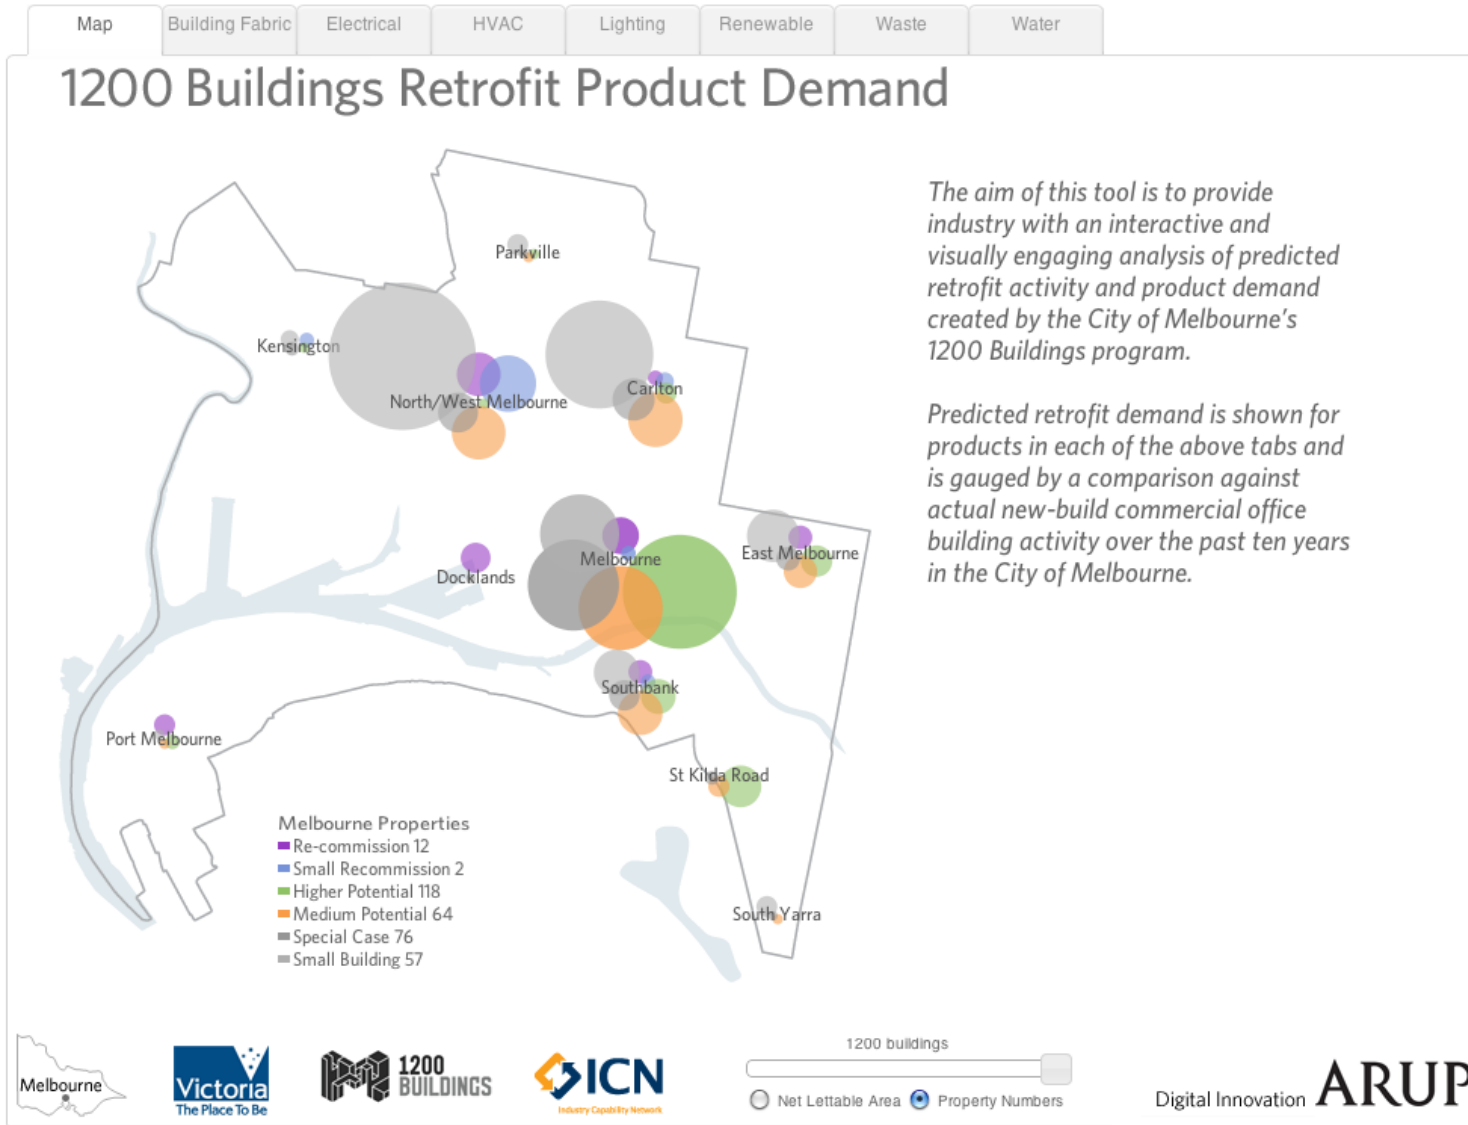 Map
Building Fabric
Electrical
HVAC
Lighting
Renewable
Waste
Water
1200 Buildings Retrofit Product Demand
The aim of this tool is to provide
industry with an interactive and
visually engaging analysis of predicted
retrofit activity and product demand
created by the City of Melbourne's
1200 Buildings program.
Predicted retrofit demand is shown for
products in each of the above tabs and
is gauged by a comparison against
actual new-build commercial office
building activity over the past ten years
in the City of Melbourne.
Parkville
Kensington
North/West Melbourne
Carlton
Melbourne
East Melbourne
Docklands
Southbank
Port Melbourne
St Kilda Road
South Yarra
Melbourne Properties
Re-commission 12
Small Recommission 2
Higher Potential 118
Medium Potential 64
Special Case 76
Small Building 57
Melbourne
Victoria
The Place To Be
1200
BUILDINGS
ICN
Industry Capability Network
1200 buildings
Net Lettable Area
Property Numbers
Digital Innovation
ARUP